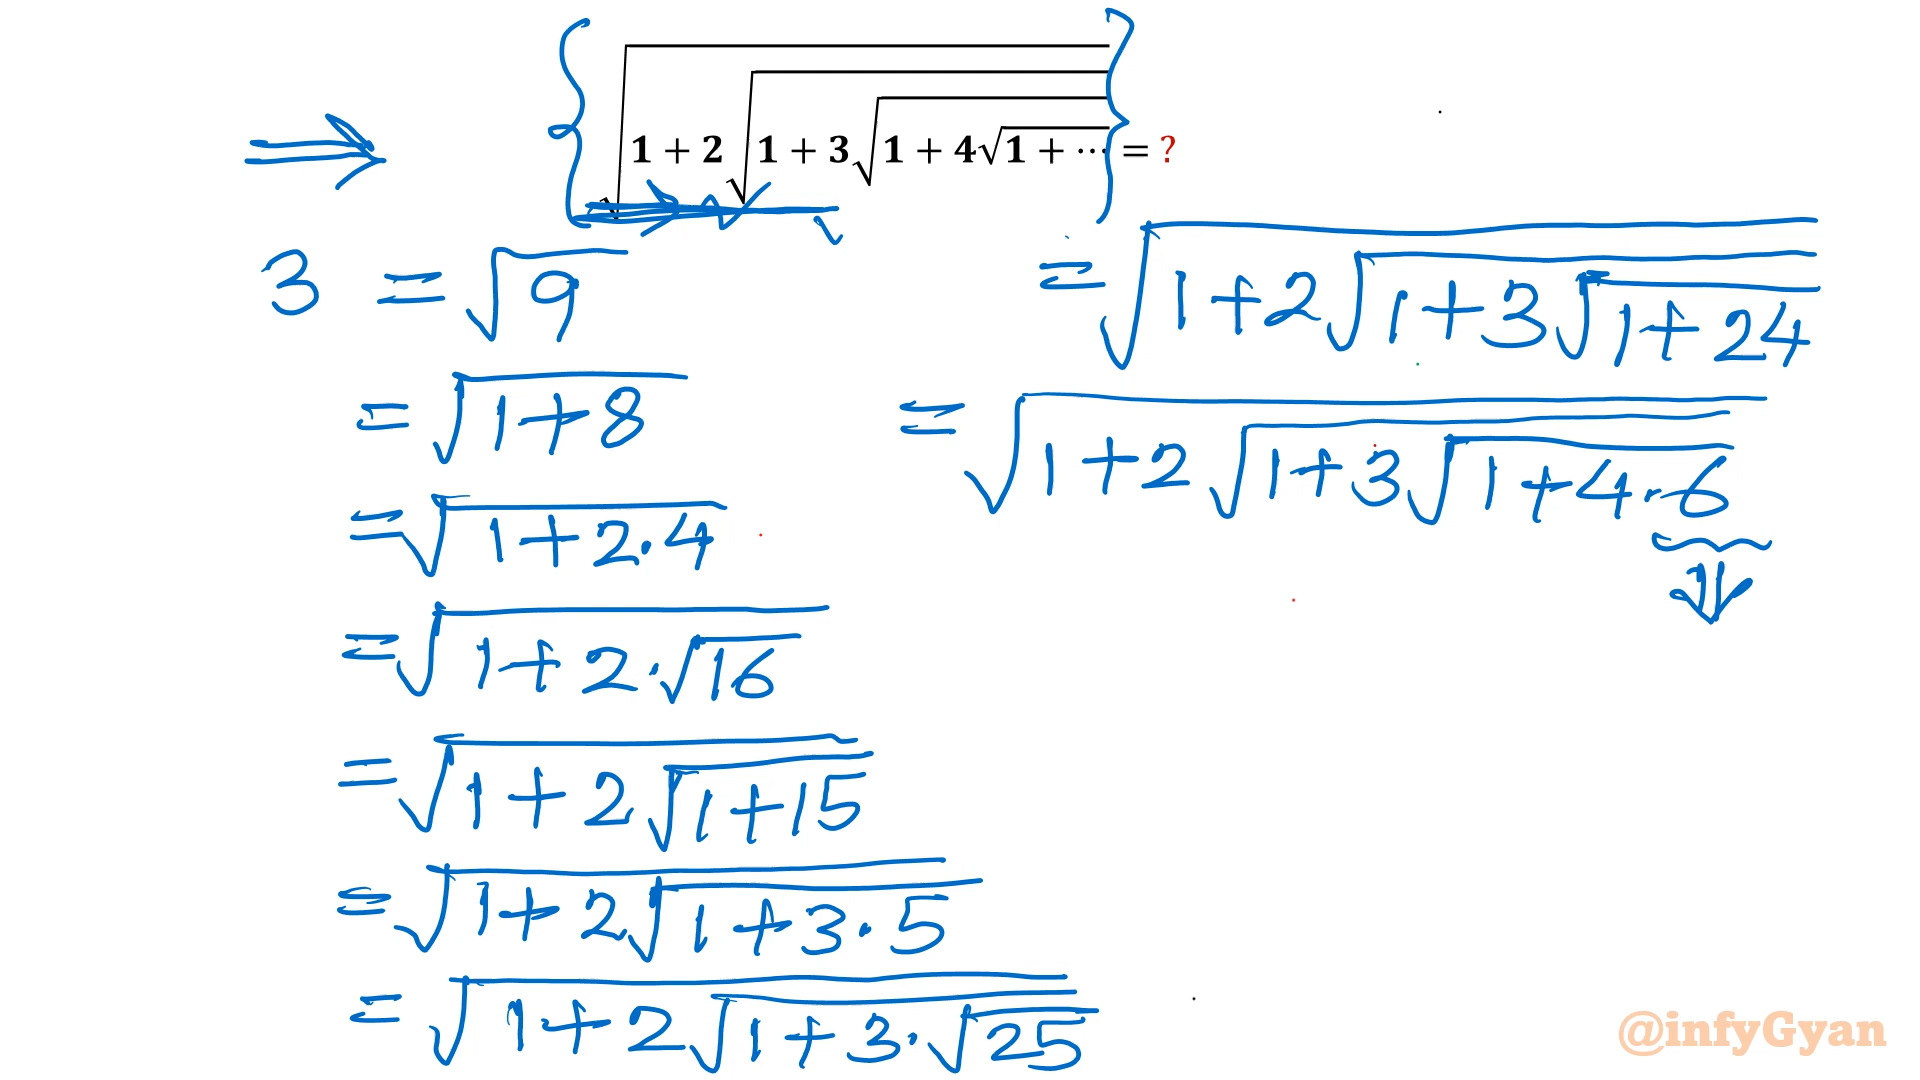 √(1 + 2√(1 + 3√(1 + 4√(1 + ⋯)))) = ?
3 = √9
= √(1+8)
= √(1+2·4)
= √(1+2·√16)
= √(1+2√(1+15))
= √(1+2√(1+3·5))
= √(1+2√(1+3·√25))
= √(1+2√(1+3√(1+24)))
= √(1+2√(1+3√(1+4·6)))
@infyGyan